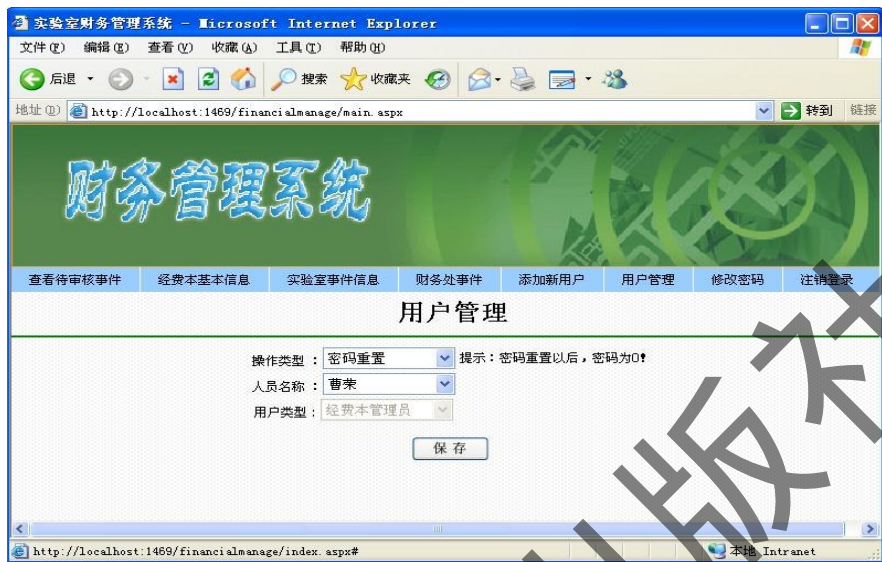 实验室财务管理系统 - Microsoft Internet Explorer
文件(F) 编辑(E) 查看(V) 收藏(A) 工具(T) 帮助(H)
后退 搜索 收藏夹
地址(D) http://localhost:1469/financialmanage/main.aspx 转到 链接
财务管理系统
查看待审核事件 经费本基本信息 实验室事件信息 财务处事件 添加新用户 用户管理 修改密码 注销登录
用户管理
操作类型 : 密码重置 提示：密码重置以后，密码为0!
人员名称 : 曹荣
用户类型 : 经费本管理员
保 存
http://localhost:1469/financialmanage/index.aspx# 本地 Intranet
版社